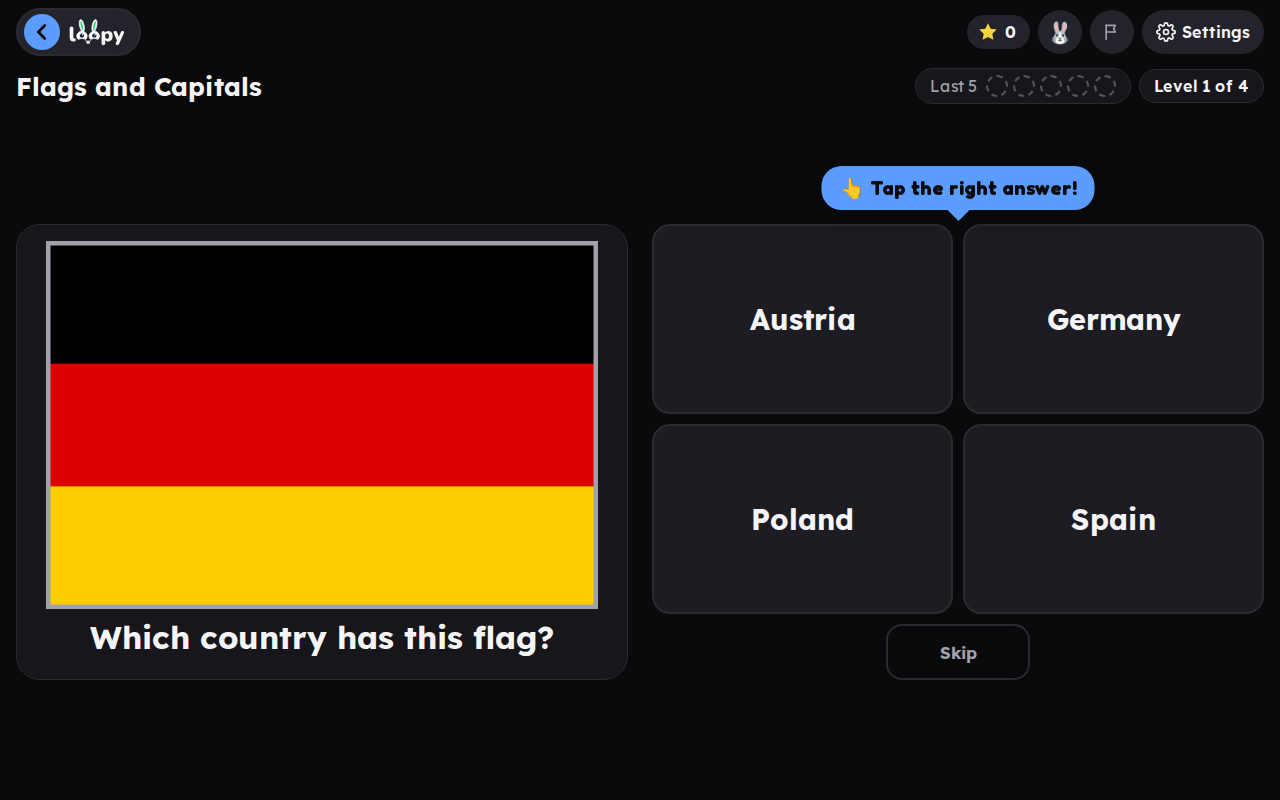 loopy
0
Settings
Flags and Capitals
Last 5
Level 1 of 4
👆 Tap the right answer!
Austria
Germany
Poland
Spain
Which country has this flag?
Skip